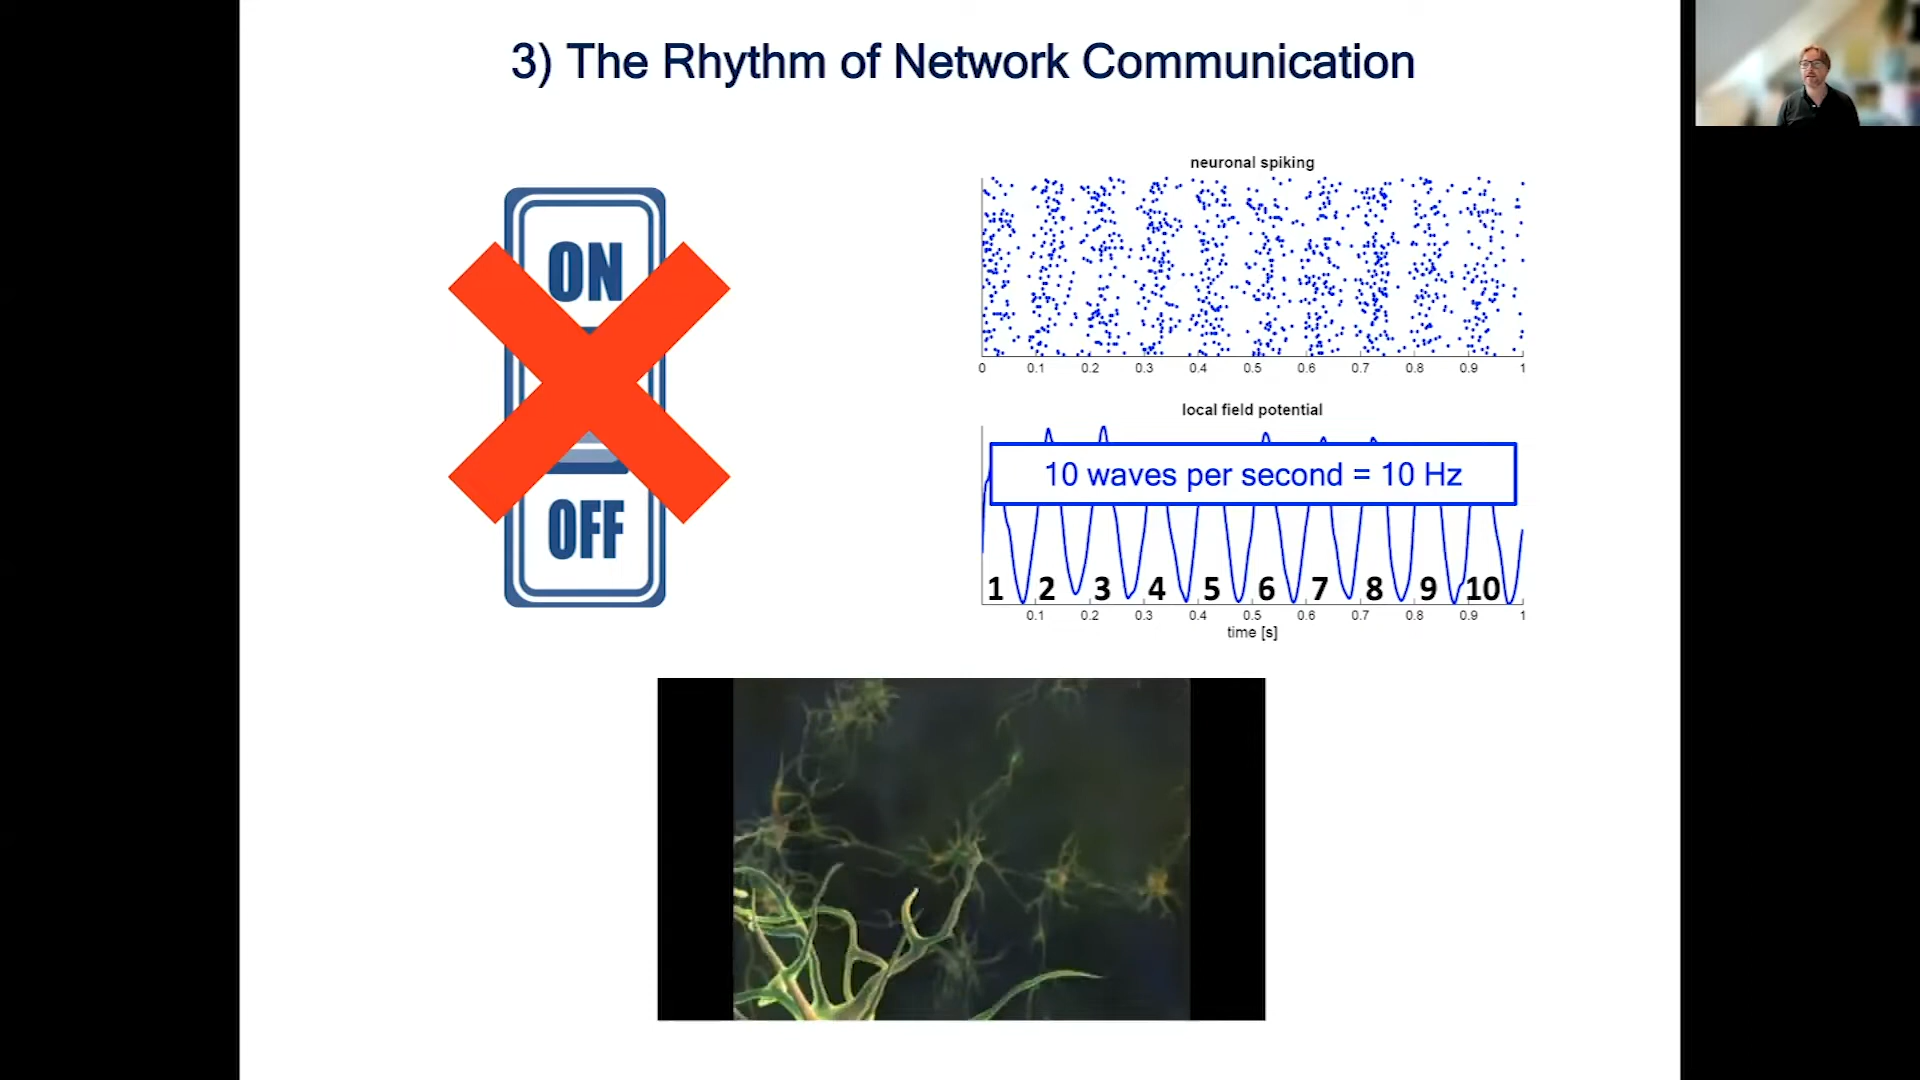 3) The Rhythm of Network Communication
ON
OFF
neuronal spiking
0 0.1 0.2 0.3 0.4 0.5 0.6 0.7 0.8 0.9 1
local field potential
10 waves per second = 10 Hz
1 2 3 4 5 6 7 8 9 10
0.1 0.2 0.3 0.4 0.5 0.6 0.7 0.8 0.9 1
time [s]